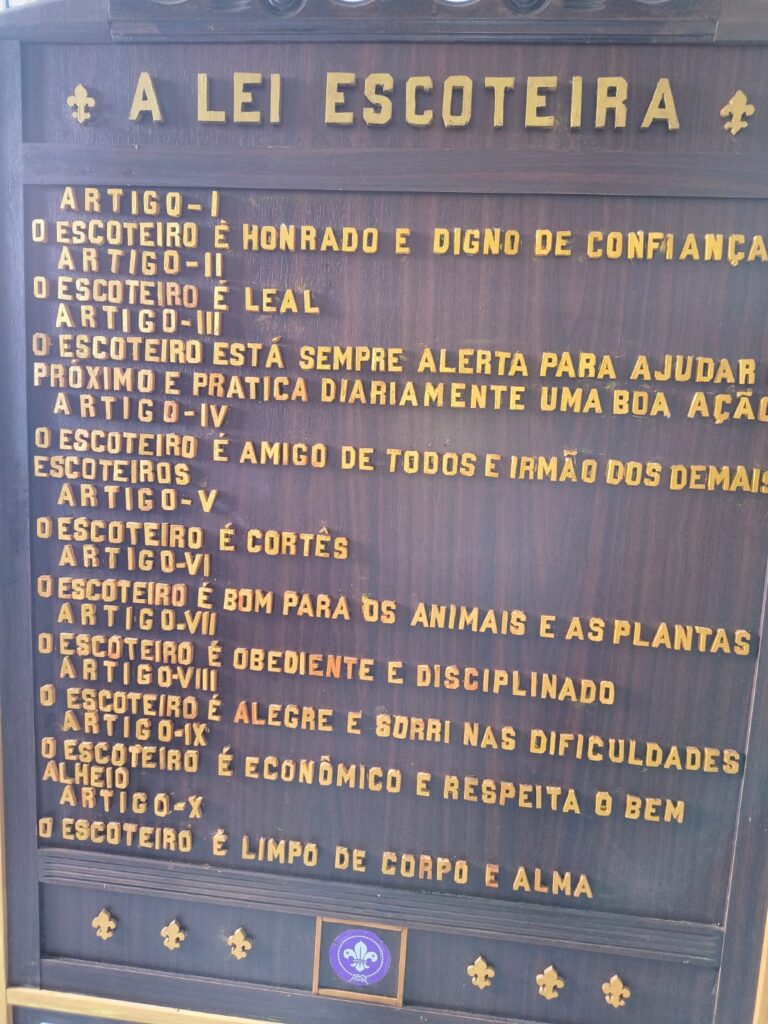 A LEI ESCOTEIRA
ARTIGO-I
O ESCOTEIRO É HONRADO E DIGNO DE CONFIANÇA
ARTIGO-II
O ESCOTEIRO É LEAL
ARTIGO-III
O ESCOTEIRO ESTÁ SEMPRE ALERTA PARA AJUDAR
PRÓXIMO E PRATICA DIARIAMENTE UMA BOA AÇÃO
ARTIGO-IV
O ESCOTEIRO É AMIGO DE TODOS E IRMÃO DOS DEMAIS
ESCOTEIROS
ARTIGO-V
O ESCOTEIRO É CORTÊS
ARTIGO-VI
O ESCOTEIRO É BOM PARA OS ANIMAIS E AS PLANTAS
ARTIGO-VII
O ESCOTEIRO É OBEDIENTE E DISCIPLINADO
ARTIGO-VIII
O ESCOTEIRO É ALEGRE E SORRI NAS DIFICULDADES
ARTIGO-IX
O ESCOTEIRO É ECONÔMICO E RESPEITA O BEM
ALHEIO
ARTIGO-X
O ESCOTEIRO É LIMPO DE CORPO E ALMA